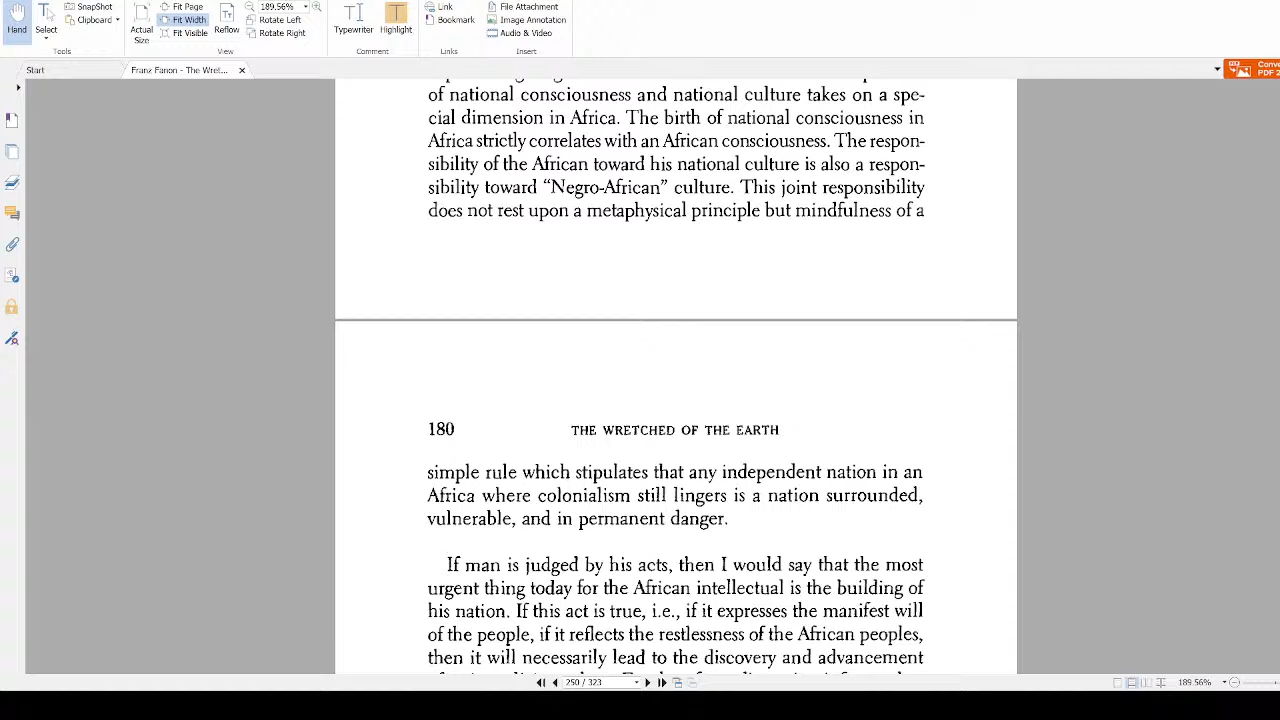 SnapShot
Clipboard
Hand
Select
Tools
Actual
Size
Fit Page
Fit Width
Fit Visible
Reflow
189.56%
Rotate Left
Rotate Right
View
Typewriter
Highlight
Comment
Link
Bookmark
Links
File Attachment
Image Annotation
Audio & Video
Insert
Start
Franz Fanon - The Wret...
Conve
PDF 2
of national consciousness and national culture takes on a spe-
cial dimension in Africa. The birth of national consciousness in
Africa strictly correlates with an African consciousness. The respon-
sibility of the African toward his national culture is also a respon-
sibility toward “Negro-African” culture. This joint responsibility
does not rest upon a metaphysical principle but mindfulness of a
180 THE WRETCHED OF THE EARTH
simple rule which stipulates that any independent nation in an
Africa where colonialism still lingers is a nation surrounded,
vulnerable, and in permanent danger.
If man is judged by his acts, then I would say that the most
urgent thing today for the African intellectual is the building of
his nation. If this act is true, i.e., if it expresses the manifest will
of the people, if it reflects the restlessness of the African peoples,
then it will necessarily lead to the discovery and advancement
250 / 323
189.56%